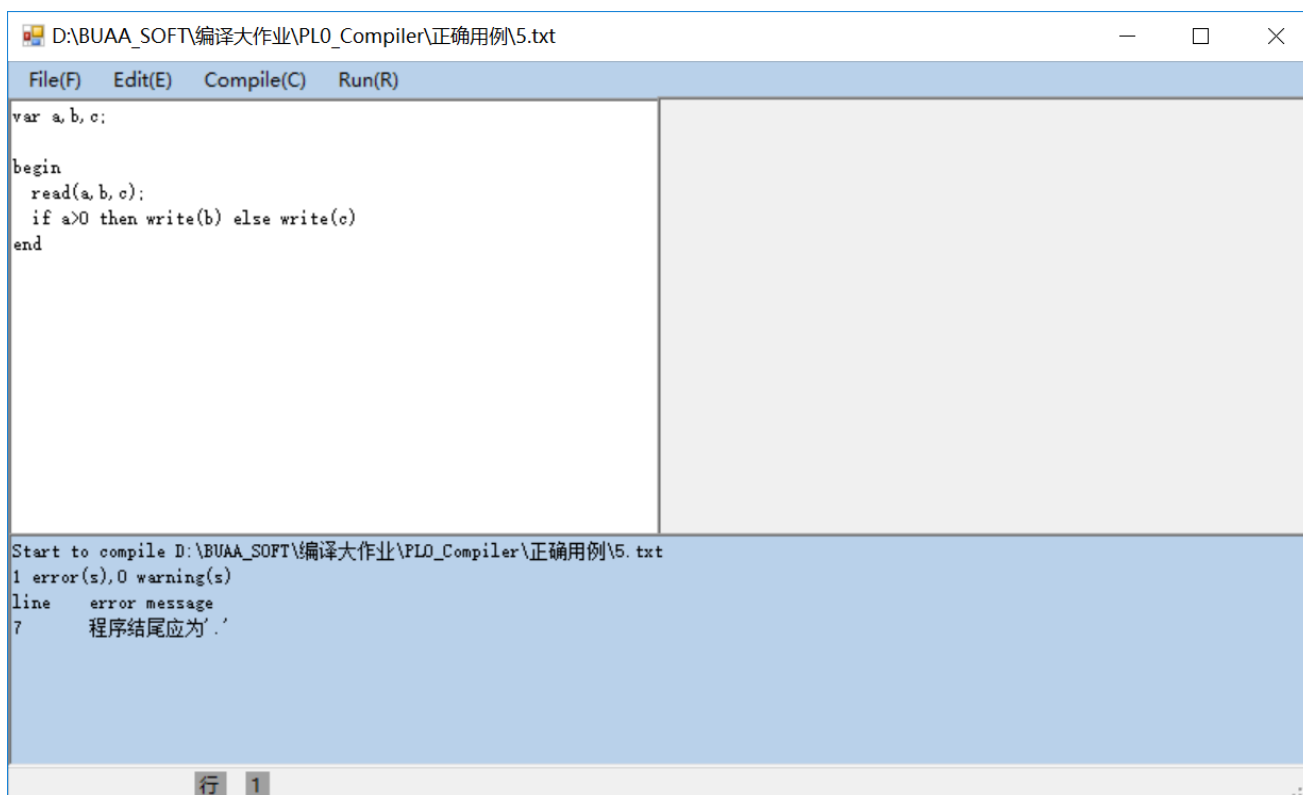 D:\BUAA_SOFT\编译大作业\PL0_Compiler\正确用例\5.txt
File(F) Edit(E) Compile(C) Run(R)
var a,b,c;
begin
read(a,b,c);
if a>0 then write(b) else write(c)
end
Start to compile D:\BUAA_SOFT\编译大作业\PL0_Compiler\正确用例\5.txt
1 error(s),0 warning(s)
line error message
7 程序结尾应为'.'
行 1